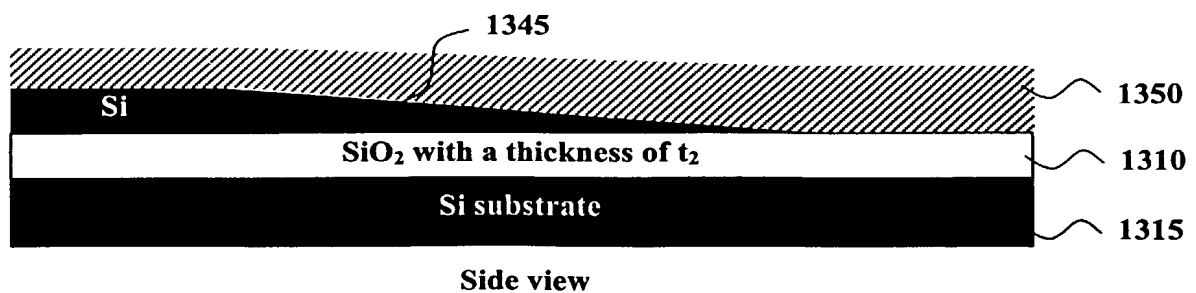 1345
Si
1350
SiO₂ with a thickness of t₂
1310
Si substrate
1315
Side view